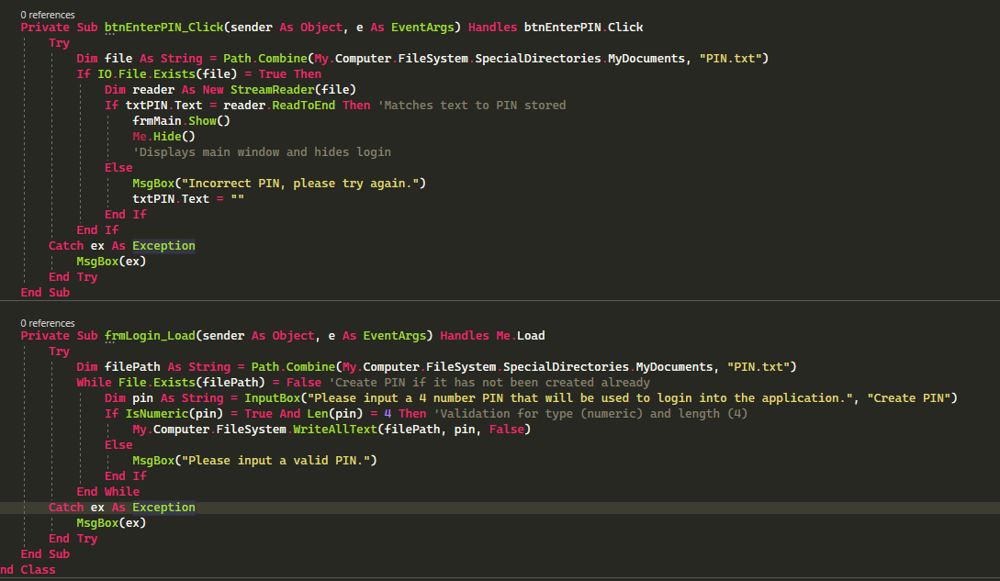 0 references
Private Sub btnEnterPIN_Click(sender As Object, e As EventArgs) Handles btnEnterPIN.Click
Try
Dim file As String = Path.Combine(My.Computer.FileSystem.SpecialDirectories.MyDocuments, "PIN.txt")
If IO.File.Exists(file) = True Then
Dim reader As New StreamReader(file)
If txtPIN.Text = reader.ReadToEnd Then 'Matches text to PIN stored
frmMain.Show()
Me.Hide()
'Displays main window and hides login
Else
MsgBox("Incorrect PIN, please try again.")
txtPIN.Text = ""
End If
End If
Catch ex As Exception
MsgBox(ex)
End Try
End Sub
0 references
Private Sub frmLogin_Load(sender As Object, e As EventArgs) Handles Me.Load
Try
Dim filePath As String = Path.Combine(My.Computer.FileSystem.SpecialDirectories.MyDocuments, "PIN.txt")
While File.Exists(filePath) = False 'Create PIN if it has not been created already
Dim pin As String = InputBox("Please input a 4 number PIN that will be used to login into the application.", "Create PIN")
If IsNumeric(pin) = True And Len(pin) = 4 Then 'Validation for type (numeric) and length (4)
My.Computer.FileSystem.WriteAllText(filePath, pin, False)
Else
MsgBox("Please input a valid PIN.")
End If
End While
Catch ex As Exception
MsgBox(ex)
End Try
End Sub
nd Class